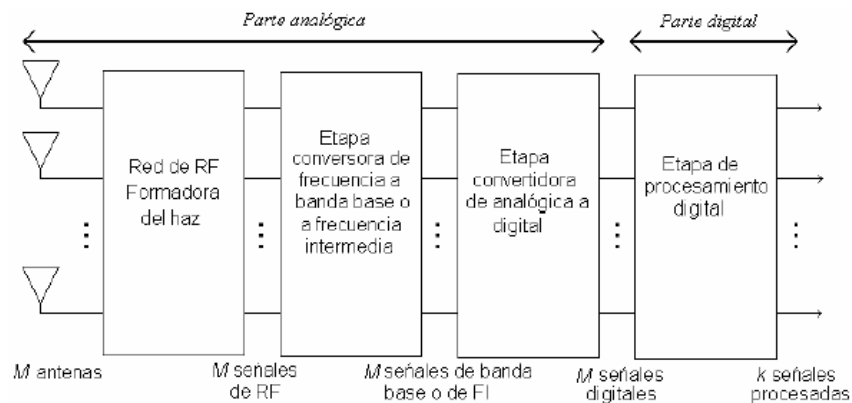 Parte analógica
Parte digital
Red de RF
Formadora
del haz
Etapa
conversora de
frecuencia a
banda base o
a frecuencia
intermedia
Etapa
convertidora
de analógica a
digital
Etapa de
procesamiento
digital
M antenas
M señales
de RF
M señales de banda
base o de FI
M señales
digitales
k señales
procesadas